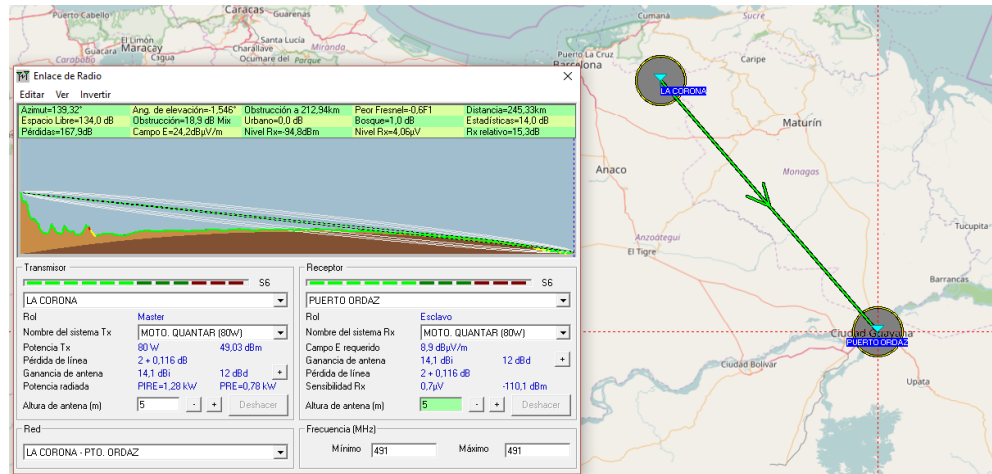 Puerto Cabello
Caracas
Guarenas
Cumaná
Sucre
El Limón
Santa Lucía
Guacara
Maracay
Charallave
Miranda
Carabobo
Cagua
Ocumare del
Puerto La Cruz
Barcelona
Caripe
LA CORONA
Maturín
Anaco
Monagas
Anzoátegui
El Tigre
Tucupita
Barrancas
Ciudad Guayana
PUERTO ORDAZ
Ciudad Bolívar
Upata
Enlace de Radio
Editar Ver Invertir
Azimut=139,32° Ang. de elevación=-1,546° Obstrucción a 212,94km Peor Fresnel=-0,6F1 Distancia=245,33km
Espacio Libre=134,0 dB Obstrucción=18,9 dB Mix Urbano=0,0 dB Bosque=1,0 dB Estadísticas=14,0 dB
Pérdidas=167,9dB Campo E=24,2dBµV/m Nivel Rx=-94,8dBm Nivel Rx=4,06µV Rx relativo=15,3dB
Transmisor
S6
LA CORONA
Rol Master
Nombre del sistema Tx MOTO. QUANTAR (80W)
Potencia Tx 80 W 49,03 dBm
Pérdida de línea 2 + 0,116 dB
Ganancia de antena 14,1 dBi 12 dBd +
Potencia radiada PIRE=1,28 kW PRE=0,78 kW
Altura de antena (m) 5 - + Deshacer
Receptor
S6
PUERTO ORDAZ
Rol Esclavo
Nombre del sistema Rx MOTO. QUANTAR (80W)
Campo E requerido 8,9 dBµV/m
Ganancia de antena 14,1 dBi 12 dBd +
Pérdida de línea 2 + 0,116 dB
Sensibilidad Rx 0,7µV -110,1 dBm
Altura de antena (m) 5 - + Deshacer
Red
LA CORONA - PTO. ORDAZ
Frecuencia (MHz)
Mínimo 491 Máximo 491